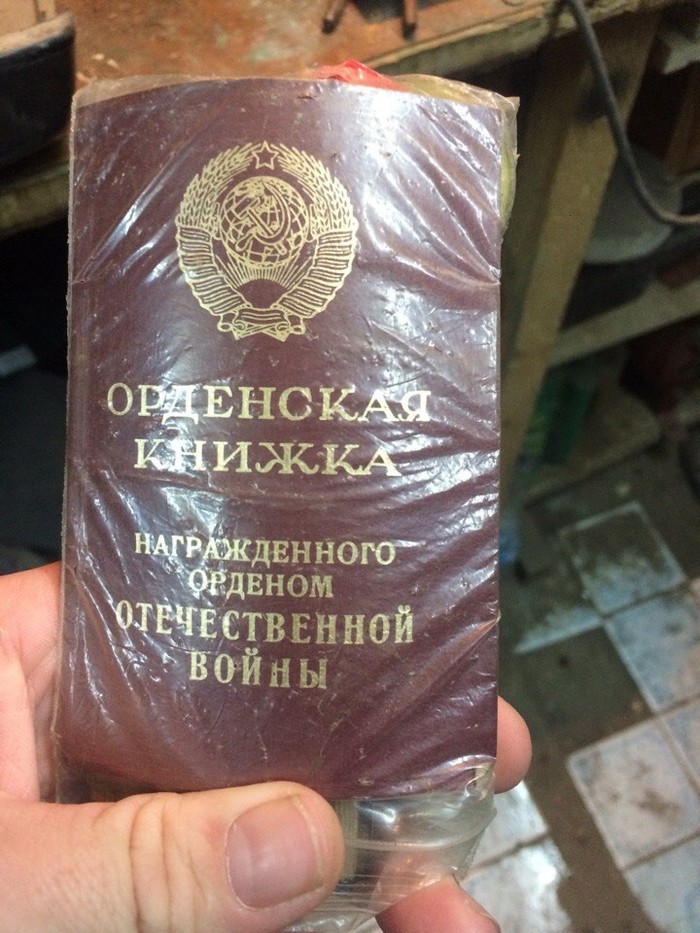 ОРДЕНСКАЯ
КНИЖКА
НАГРАЖДЕННОГО
ОРДЕНОМ
ОТЕЧЕСТВЕННОЙ
ВОЙНЫ